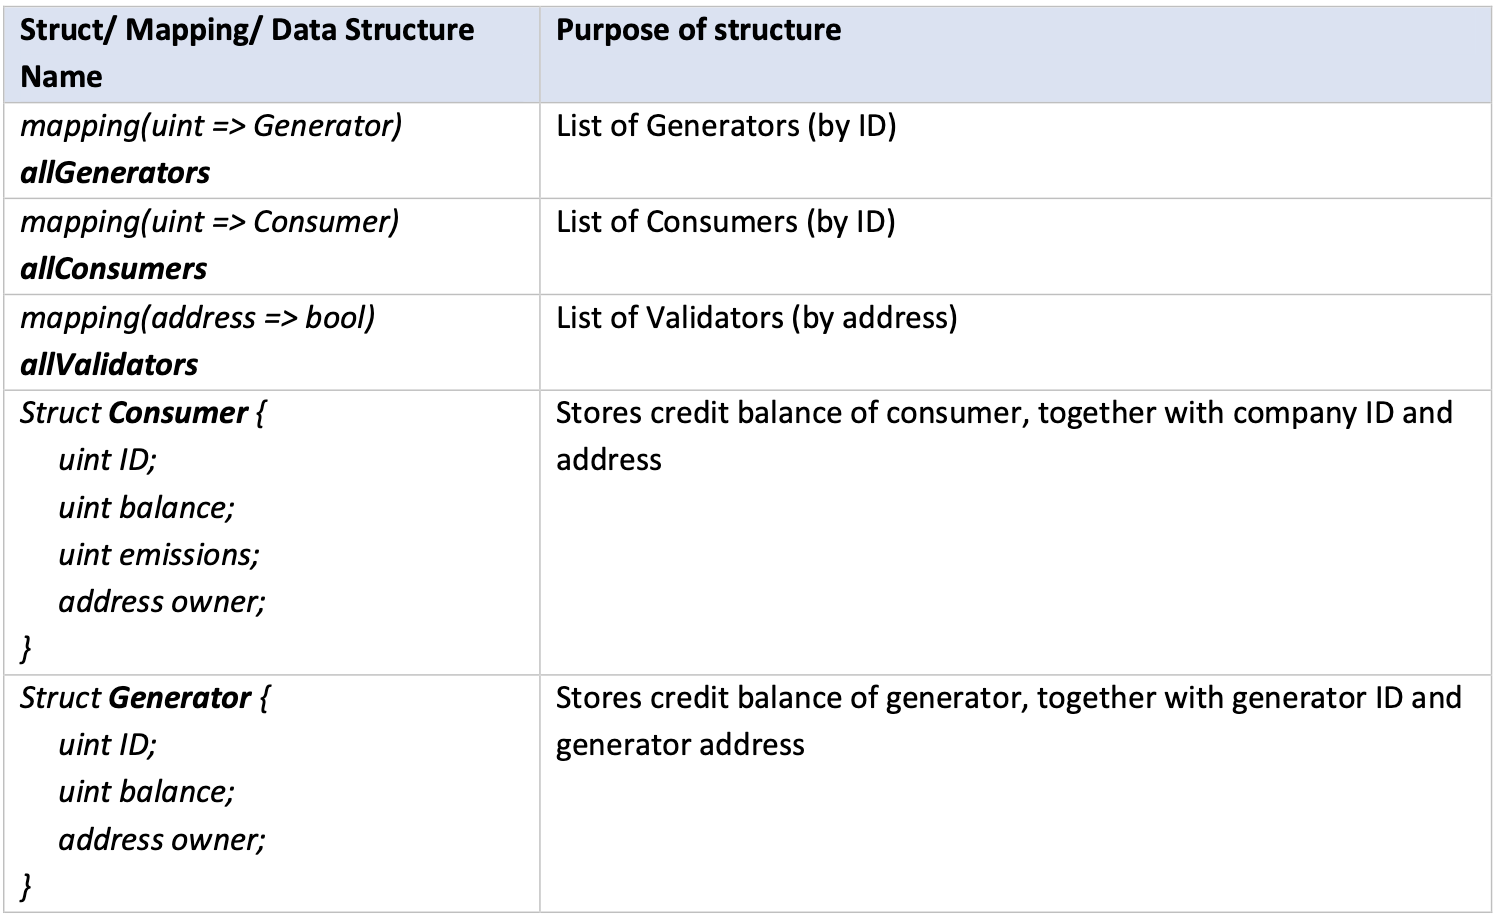 Struct/ Mapping/ Data Structure Name
Purpose of structure
mapping(uint => Generator)
allGenerators
List of Generators (by ID)
mapping(uint => Consumer)
allConsumers
List of Consumers (by ID)
mapping(address => bool)
allValidators
List of Validators (by address)
Struct Consumer {
uint ID;
uint balance;
uint emissions;
address owner;
}
Stores credit balance of consumer, together with company ID and
address
Struct Generator {
uint ID;
uint balance;
address owner;
}
Stores credit balance of generator, together with generator ID and
generator address